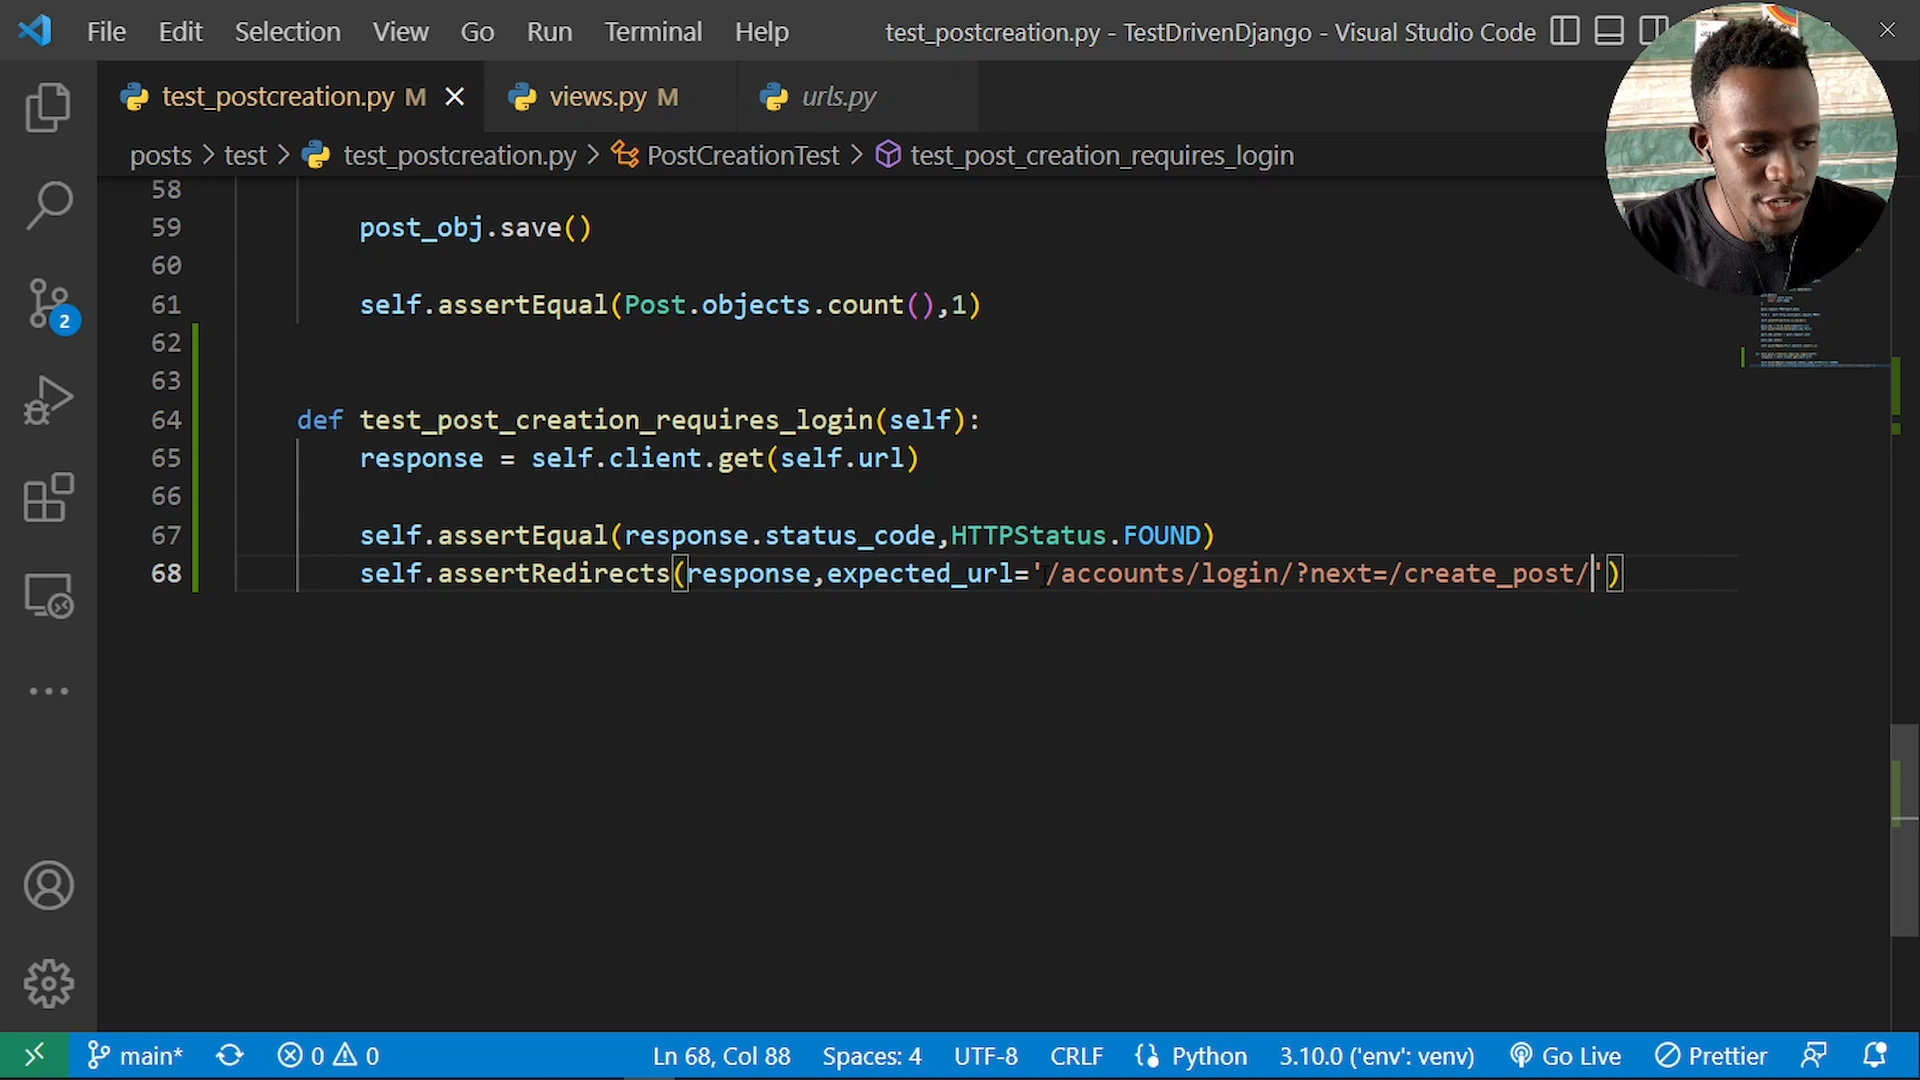 File Edit Selection View Go Run Terminal Help test_postcreation.py - TestDrivenDjango - Visual Studio Code
test_postcreation.py M views.py M urls.py
posts > test > test_postcreation.py > PostCreationTest > test_post_creation_requires_login
58
59 post_obj.save()
60
61 self.assertEqual(Post.objects.count(),1)
62
63
64 def test_post_creation_requires_login(self):
65 response = self.client.get(self.url)
66
67 self.assertEqual(response.status_code,HTTPStatus.FOUND)
68 self.assertRedirects(response,expected_url='/accounts/login/?next=/create_post/')
2
main* 0 0 Ln 68, Col 88 Spaces: 4 UTF-8 CRLF Python 3.10.0 ('env': venv) Go Live Prettier